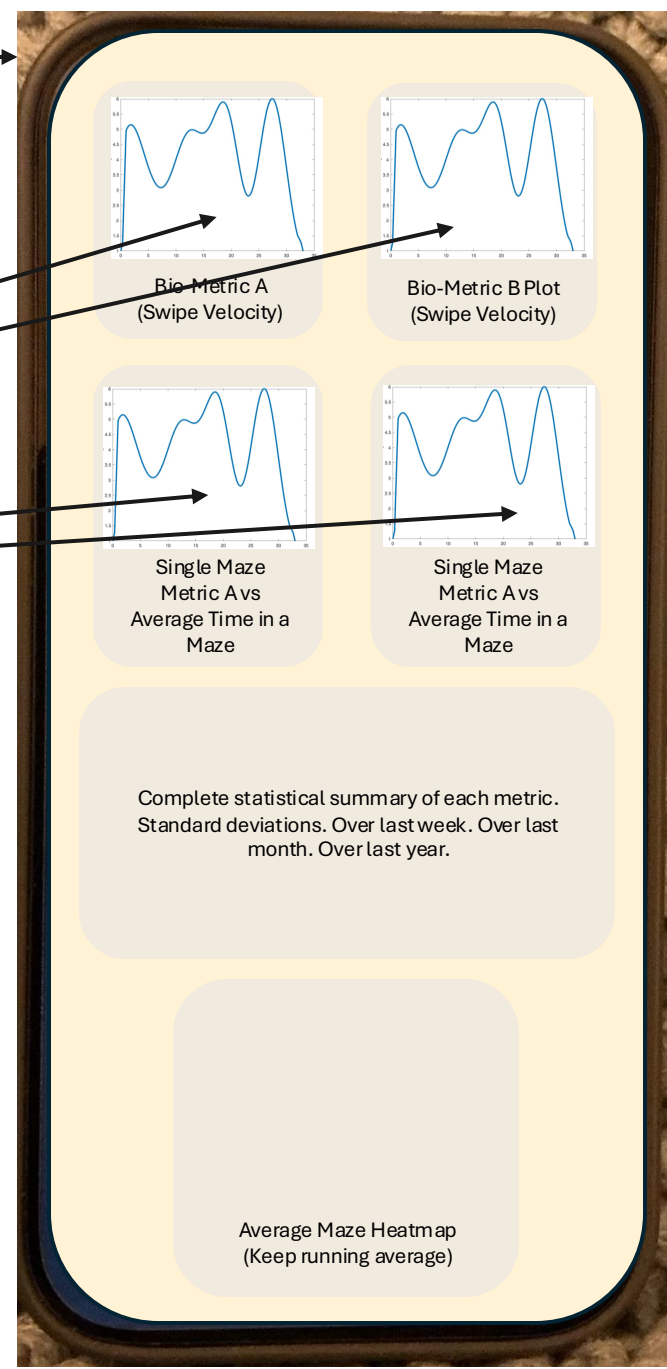 Bio-Metric A
(Swipe Velocity)
Bio-Metric B Plot
(Swipe Velocity)
Single Maze
Metric A vs
Average Time in a
Maze
Single Maze
Metric A vs
Average Time in a
Maze
Complete statistical summary of each metric.
Standard deviations. Over last week. Over last
month. Over last year.
Average Maze Heatmap
(Keep running average)